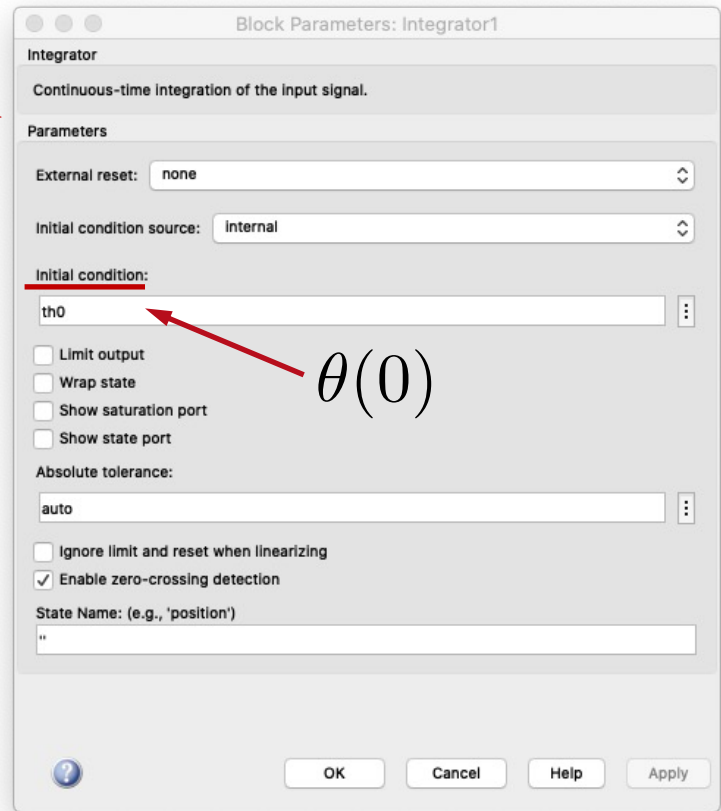 Block Parameters: Integrator1
Integrator
Continuous-time integration of the input signal.
Parameters
External reset: none
Initial condition source: internal
Initial condition:
th0
θ(0)
Limit output
Wrap state
Show saturation port
Show state port
Absolute tolerance:
auto
Ignore limit and reset when linearizing
Enable zero-crossing detection
State Name: (e.g., 'position')
''
? OK Cancel Help Apply